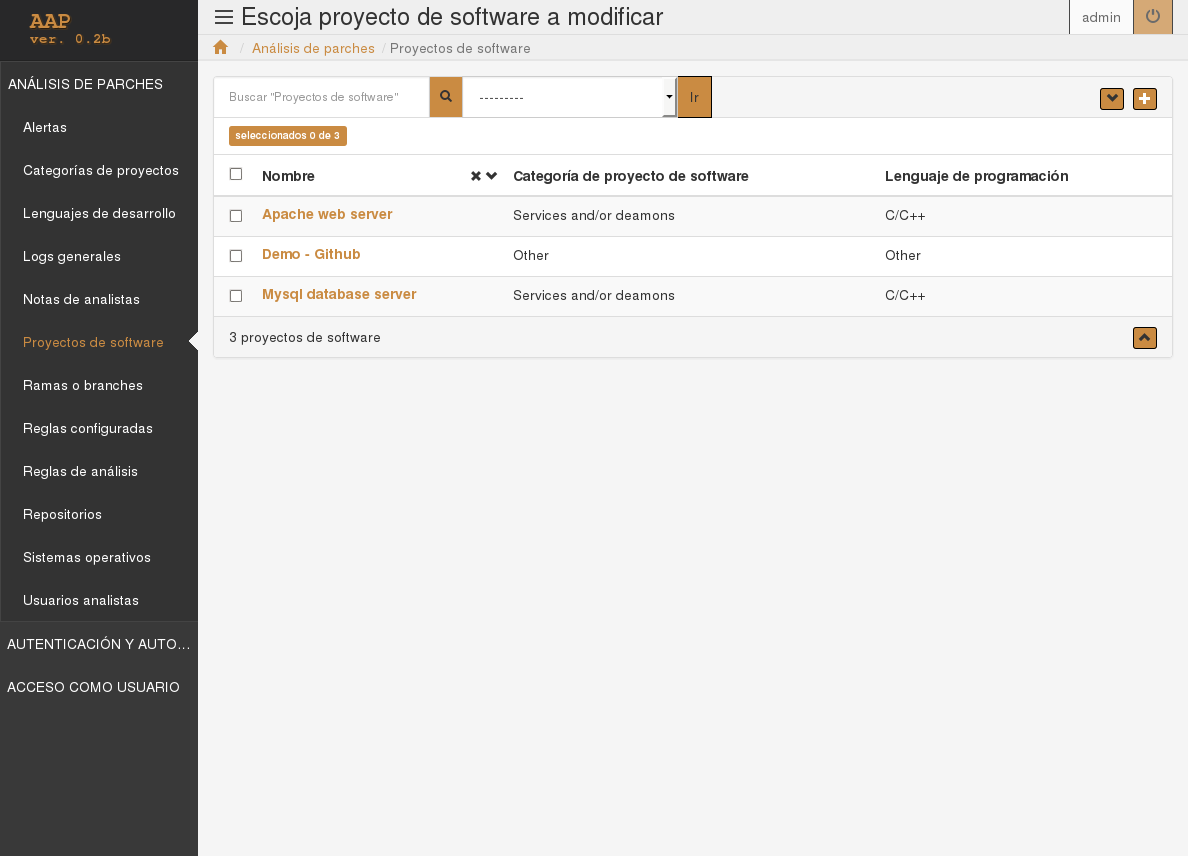 AAP
ver. 0.2b
Escoja proyecto de software a modificar
admin
/ Análisis de parches / Proyectos de software
ANÁLISIS DE PARCHES
Alertas
Categorías de proyectos
Lenguajes de desarrollo
Logs generales
Notas de analistas
Proyectos de software
Ramas o branches
Reglas configuradas
Reglas de análisis
Repositorios
Sistemas operativos
Usuarios analistas
AUTENTICACIÓN Y AUTO...
ACCESO COMO USUARIO
Buscar "Proyectos de software" --------- Ir
seleccionados 0 de 3
Nombre Categoría de proyecto de software Lenguaje de programación
Apache web server Services and/or deamons C/C++
Demo - Github Other Other
Mysql database server Services and/or deamons C/C++
3 proyectos de software